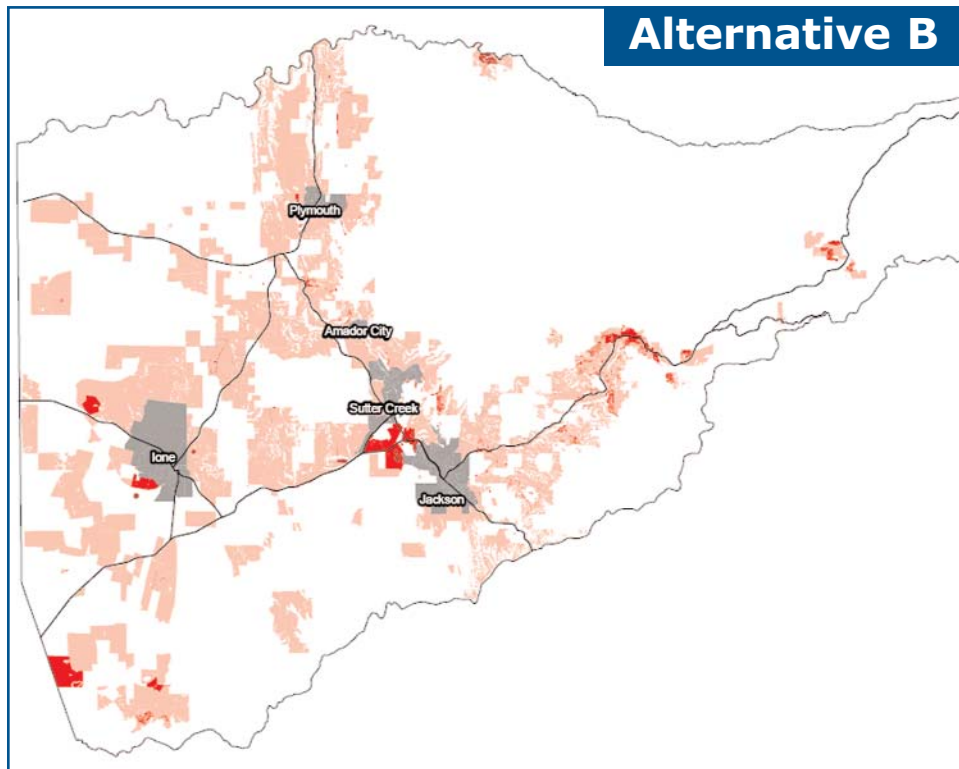 Alternative B
Plymouth
Amador City
Sutter Creek
Ione
Jackson